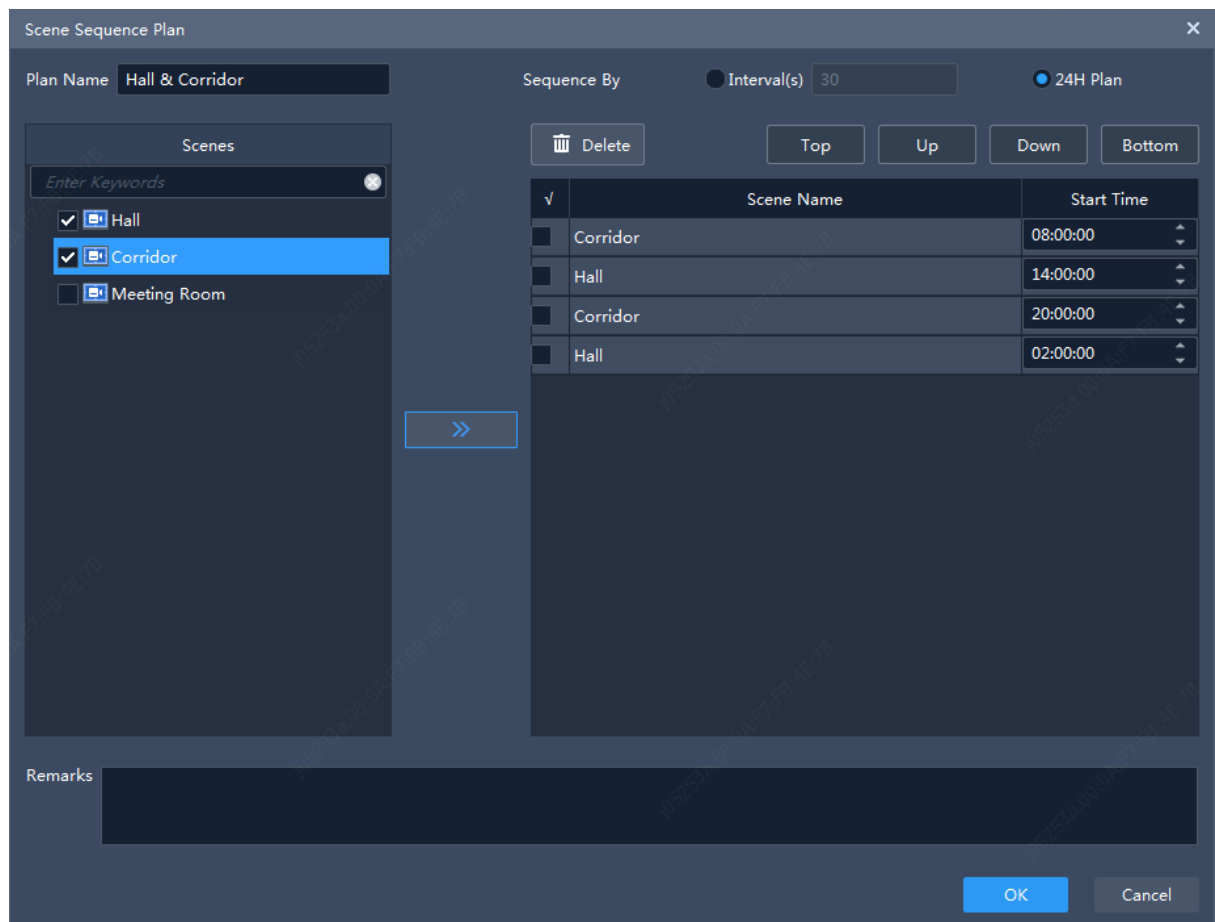 Scene Sequence Plan
Plan Name Hall & Corridor Sequence By Interval(s) 30 24H Plan
Scenes
Enter Keywords
Hall
Corridor
Meeting Room
Delete Top Up Down Bottom
√ Scene Name Start Time
Corridor 08:00:00
Hall 14:00:00
Corridor 20:00:00
Hall 02:00:00
Remarks
OK Cancel